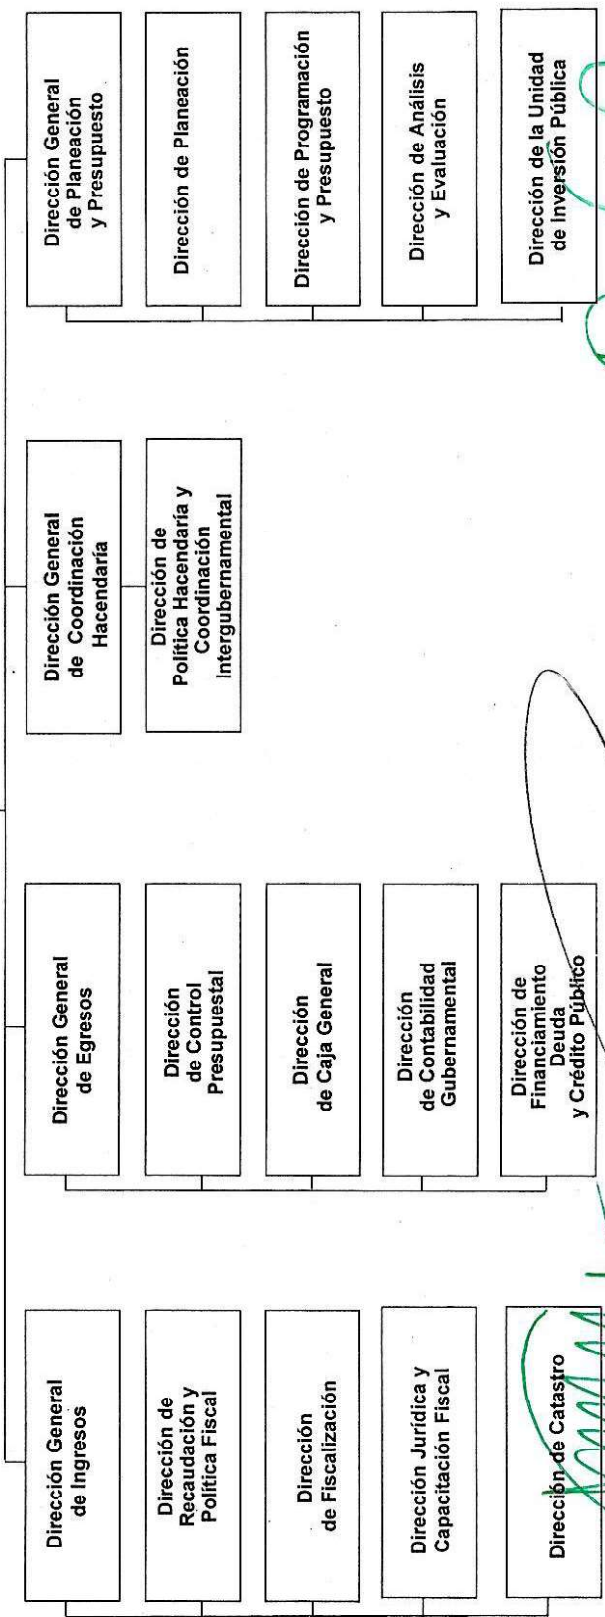 Dirección General
de Ingresos
Dirección de
Recaudación y
Política Fiscal
Dirección
de Fiscalización
Dirección Jurídica y
Capacitación Fiscal
Dirección de Catastro
Dirección General
de Egresos
Dirección
de Control
Presupuestal
Dirección
de Caja General
Dirección
de Contabilidad
Gubernamental
Dirección de
Financiamiento
Deuda
y Crédito Público
Dirección General
de Coordinación
Hacendaría
Dirección de
Política Hacendaría y
Coordinación
Intergubernamental
Dirección General
de Planeación
y Presupuesto
Dirección de Planeación
Dirección de Programación
y Presupuesto
Dirección de Análisis
y Evaluación
Dirección de la Unidad
de Inversión Pública